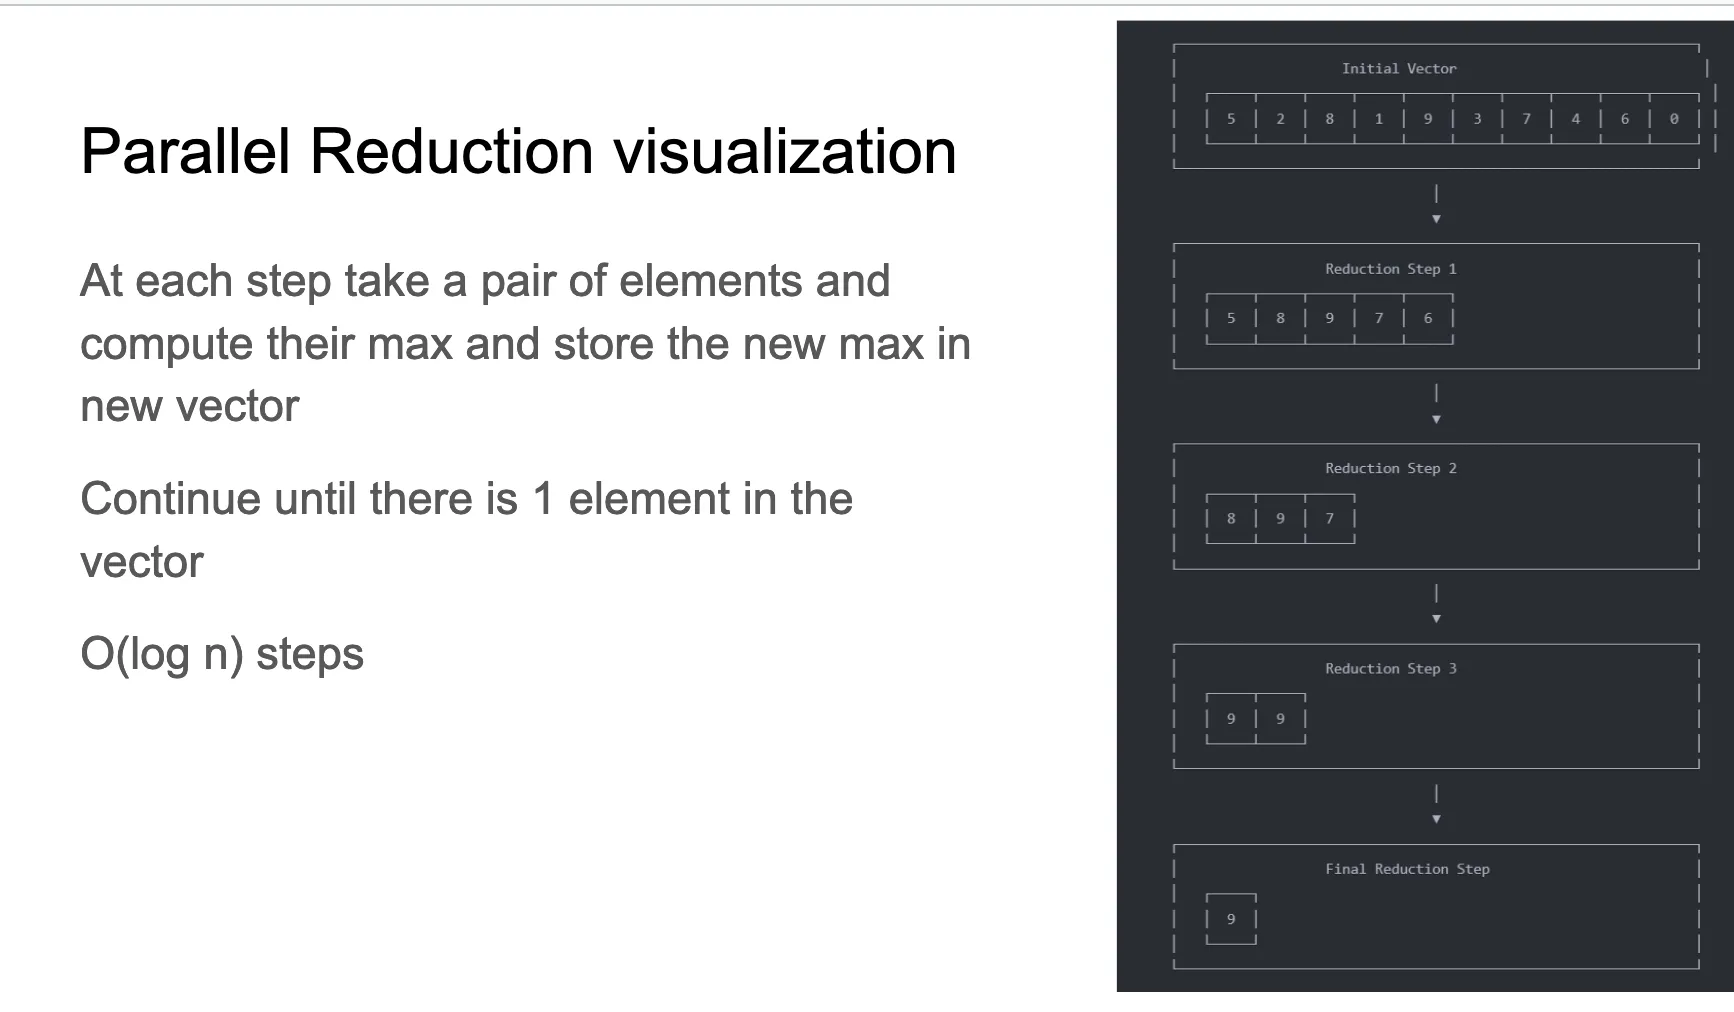 Parallel Reduction visualization
At each step take a pair of elements and
compute their max and store the new max in
new vector
Continue until there is 1 element in the
vector
O(log n) steps
Initial Vector
5 2 8 1 9 3 7 4 6 0
Reduction Step 1
5 8 9 7 6
Reduction Step 2
8 9 7
Reduction Step 3
9 9
Final Reduction Step
9